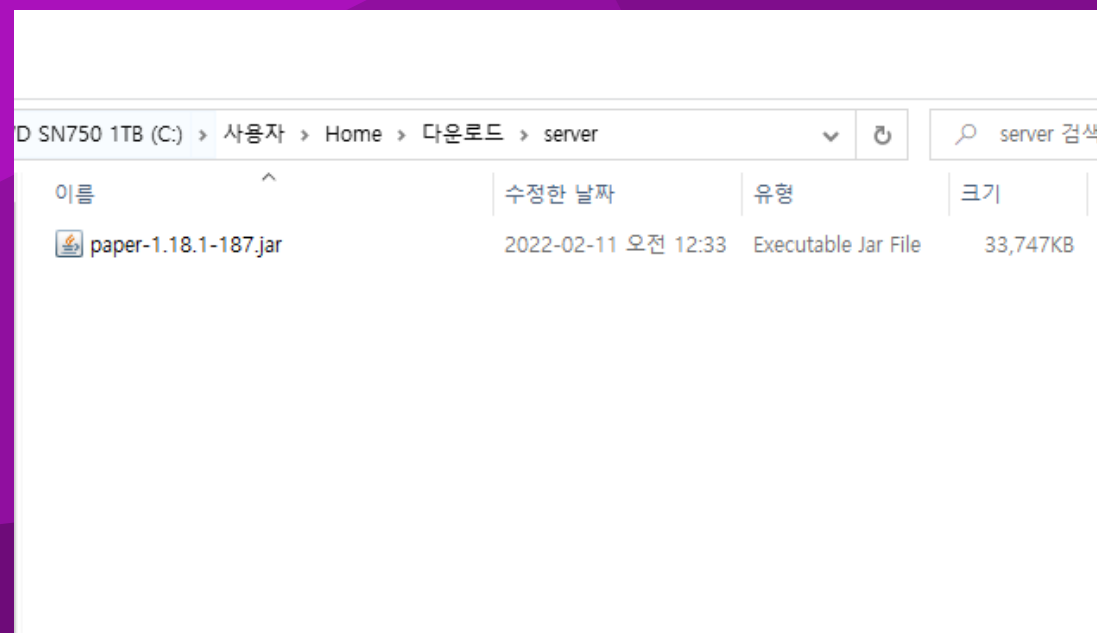 D SN750 1TB (C:) > 사용자 > Home > 다운로드 > server server 검색
이름 수정한 날짜 유형 크기
paper-1.18.1-187.jar 2022-02-11 오전 12:33 Executable Jar File 33,747KB